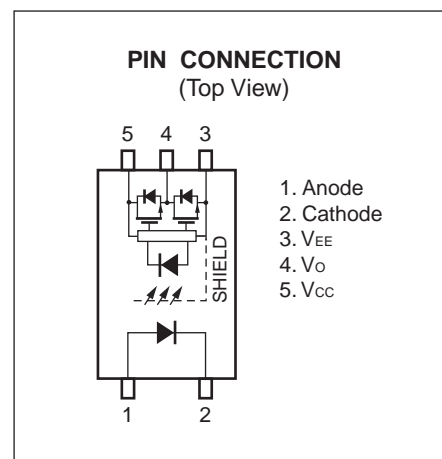 PIN CONNECTION
(Top View)
5 4 3
1. Anode
2. Cathode
3. VEE
4. VO
5. VCC
SHIELD
1 2